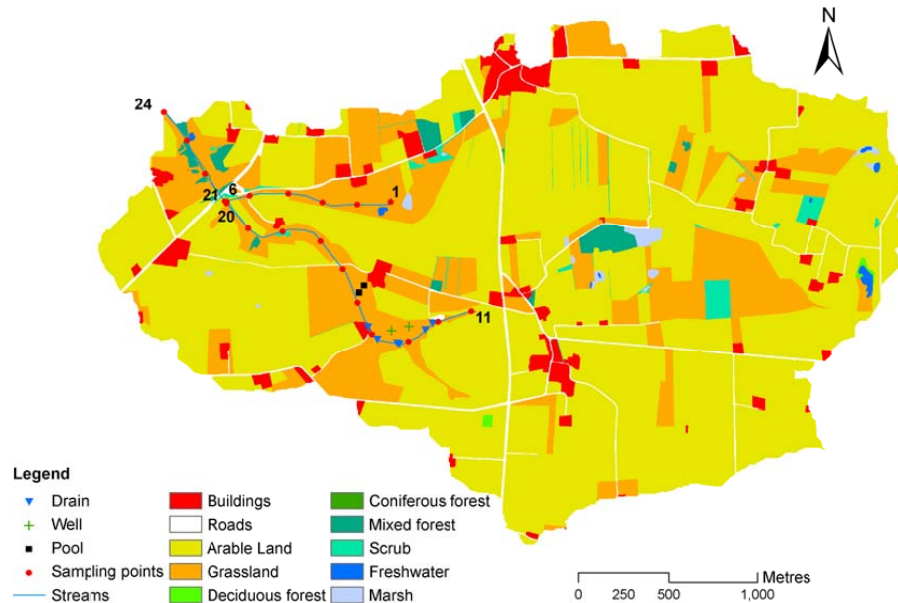 N
24
21
6
1
20
11
Legend
Drain
Well
Pool
Sampling points
Streams
Buildings
Roads
Arable Land
Grassland
Deciduous forest
Coniferous forest
Mixed forest
Scrub
Freshwater
Marsh
Metres
0 250 500 1,000